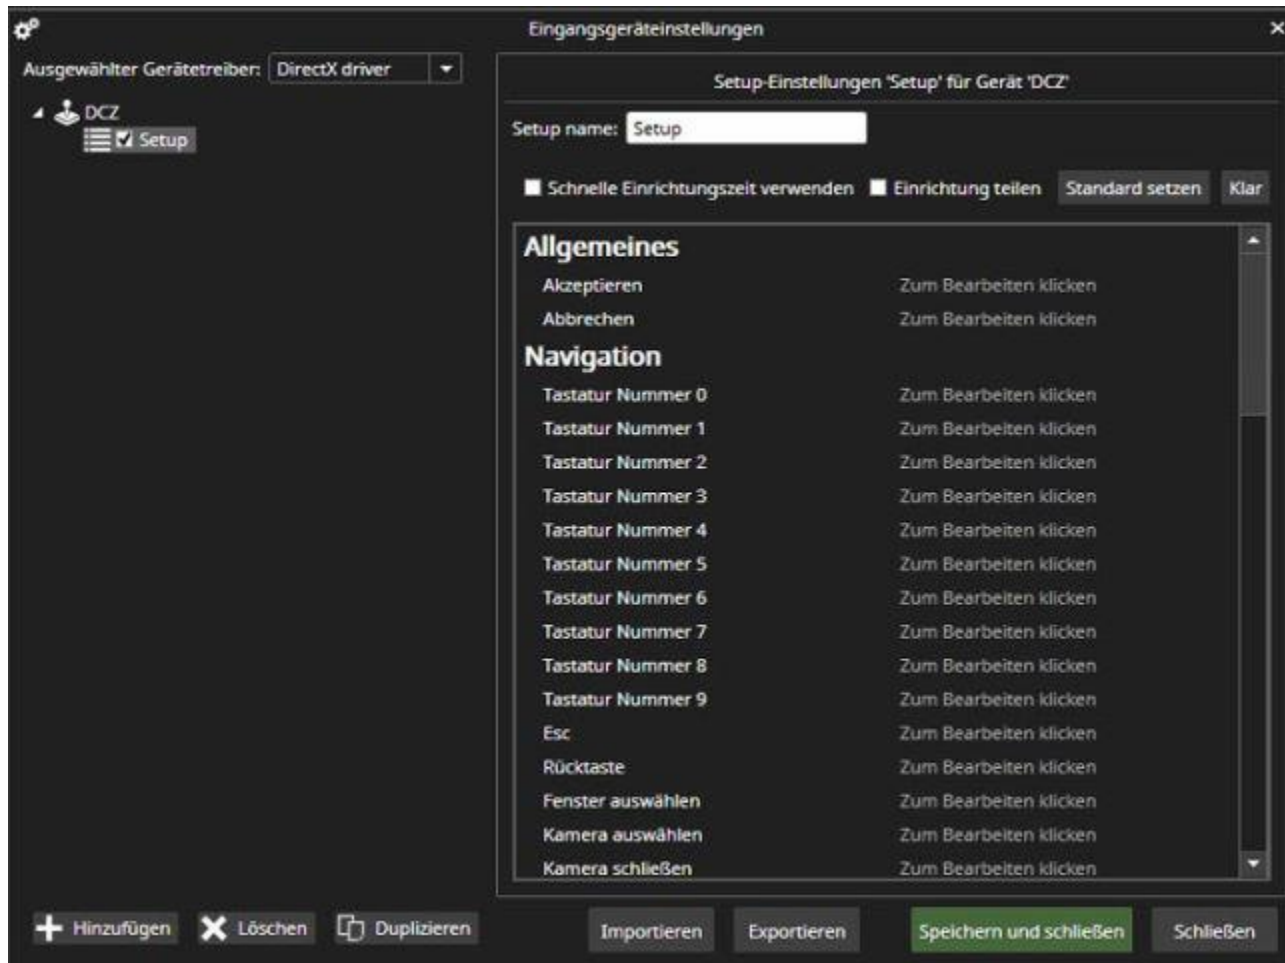 Eingangsgeräteinstellungen
Ausgewählter Gerätetreiber: DirectX driver
DCZ
Setup
Setup-Einstellungen 'Setup' für Gerät 'DCZ'
Setup name: Setup
Schnelle Einrichtungszeit verwenden Einrichtung teilen Standard setzen Klar
Allgemeines
Akzeptieren Zum Bearbeiten klicken
Abbrechen Zum Bearbeiten klicken
Navigation
Tastatur Nummer 0 Zum Bearbeiten klicken
Tastatur Nummer 1 Zum Bearbeiten klicken
Tastatur Nummer 2 Zum Bearbeiten klicken
Tastatur Nummer 3 Zum Bearbeiten klicken
Tastatur Nummer 4 Zum Bearbeiten klicken
Tastatur Nummer 5 Zum Bearbeiten klicken
Tastatur Nummer 6 Zum Bearbeiten klicken
Tastatur Nummer 7 Zum Bearbeiten klicken
Tastatur Nummer 8 Zum Bearbeiten klicken
Tastatur Nummer 9 Zum Bearbeiten klicken
Esc Zum Bearbeiten klicken
Rücktaste Zum Bearbeiten klicken
Fenster auswählen Zum Bearbeiten klicken
Kamera auswählen Zum Bearbeiten klicken
Kamera schließen Zum Bearbeiten klicken
Hinzufügen Löschen Duplizieren Importieren Exportieren Speichern und schließen Schließen